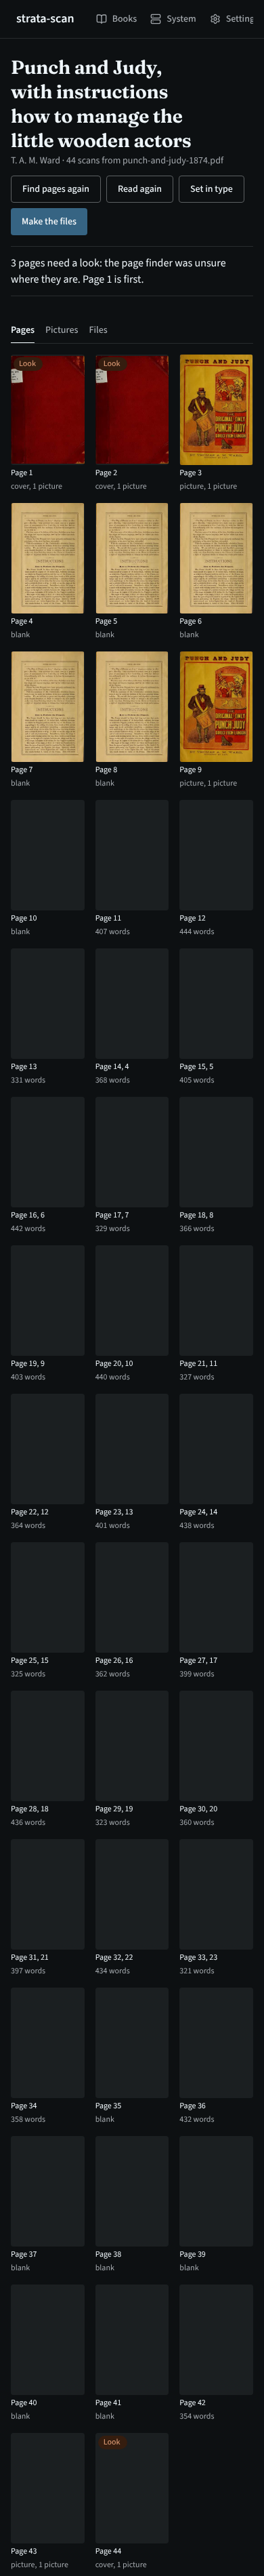 strata-scan Books System Setting
Punch and Judy,
with instructions
how to manage the
little wooden actors
T. A. M. Ward · 44 scans from punch-and-judy-1874.pdf
Find pages again Read again Set in type
Make the files
3 pages need a look: the page finder was unsure
where they are. Page 1 is first.
Pages Pictures Files
Look Look PUNCH AND JUDY
Page 1 Page 2 Page 3
cover, 1 picture cover, 1 picture picture, 1 picture
Page 4 Page 5 Page 6
blank blank blank
PUNCH AND JUDY
Page 7 Page 8 Page 9
blank blank picture, 1 picture
Page 10 Page 11 Page 12
blank 407 words 444 words
Page 13 Page 14, 4 Page 15, 5
331 words 368 words 405 words
Page 16, 6 Page 17, 7 Page 18, 8
442 words 329 words 366 words
Page 19, 9 Page 20, 10 Page 21, 11
403 words 440 words 327 words
Page 22, 12 Page 23, 13 Page 24, 14
364 words 401 words 438 words
Page 25, 15 Page 26, 16 Page 27, 17
325 words 362 words 399 words
Page 28, 18 Page 29, 19 Page 30, 20
436 words 323 words 360 words
Page 31, 21 Page 32, 22 Page 33, 23
397 words 434 words 321 words
Page 34 Page 35 Page 36
358 words blank 432 words
Page 37 Page 38 Page 39
blank blank blank
Page 40 Page 41 Page 42
blank blank 354 words
Look
Page 43 Page 44
picture, 1 picture cover, 1 picture